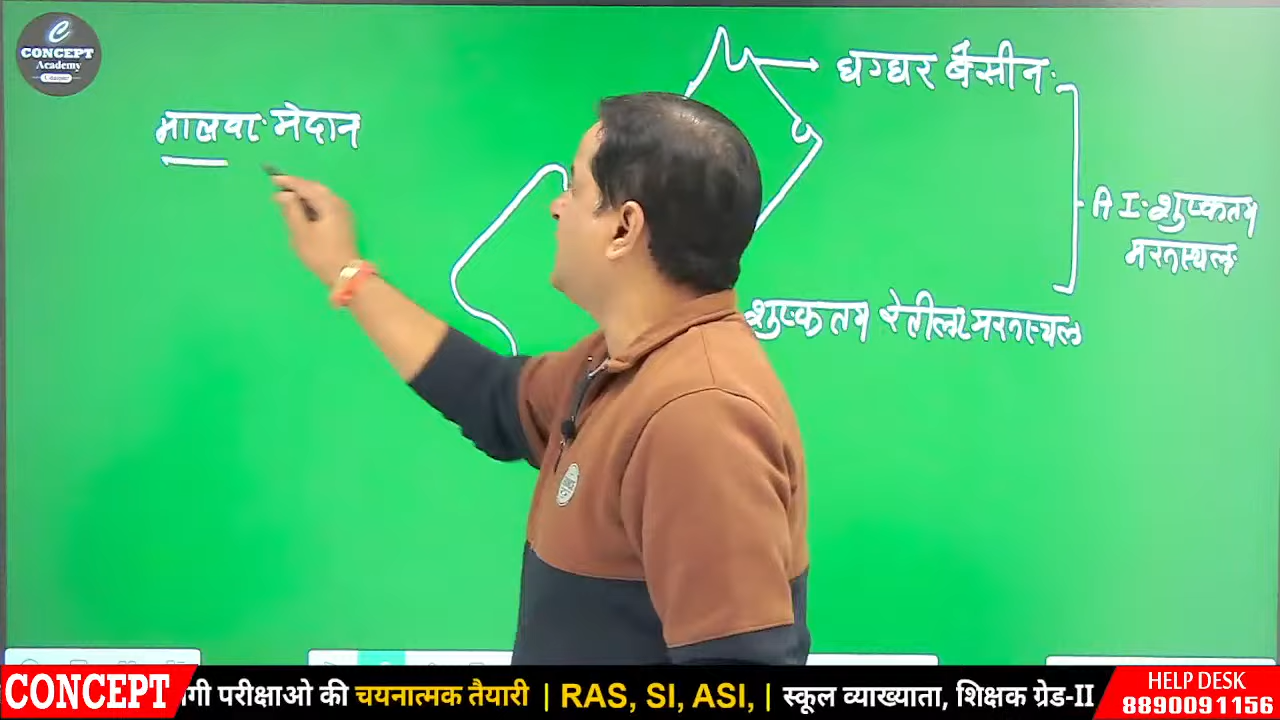 CONCEPT
Academy
Udaipur
मालवा मैदान
घग्घर बैसीन
A I. शुष्कतम
मरुस्थल
शुष्कतम रेतीला मरुस्थल
CONCEPT
गी परीक्षाओ की चयनात्मक तैयारी | RAS, SI, ASI, | स्कूल व्याख्याता, शिक्षक ग्रेड-II
HELP DESK
8890091156